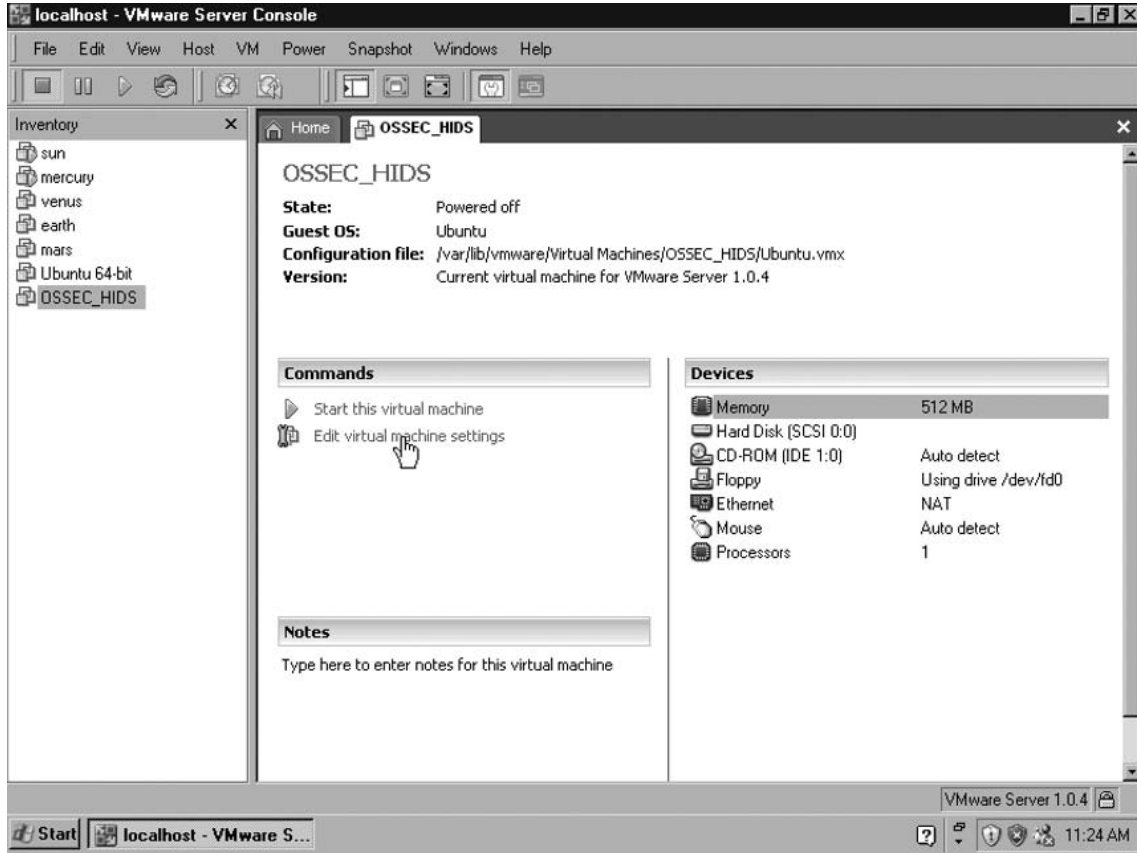 localhost - VMware Server Console
File Edit View Host VM Power Snapshot Windows Help
Inventory
sun
mercury
venus
earth
mars
Ubuntu 64-bit
OSSEC_HIDS
Home OSSEC_HIDS
OSSEC_HIDS
State: Powered off
Guest OS: Ubuntu
Configuration file: /var/lib/vmware/Virtual Machines/OSSEC_HIDS/Ubuntu.vmx
Version: Current virtual machine for VMware Server 1.0.4
Commands
Start this virtual machine
Edit virtual machine settings
Devices
Memory 512 MB
Hard Disk (SCSI 0:0)
CD-ROM (IDE 1:0) Auto detect
Floppy Using drive /dev/fd0
Ethernet NAT
Mouse Auto detect
Processors 1
Notes
Type here to enter notes for this virtual machine
VMware Server 1.0.4
Start localhost - VMware S... 11:24 AM